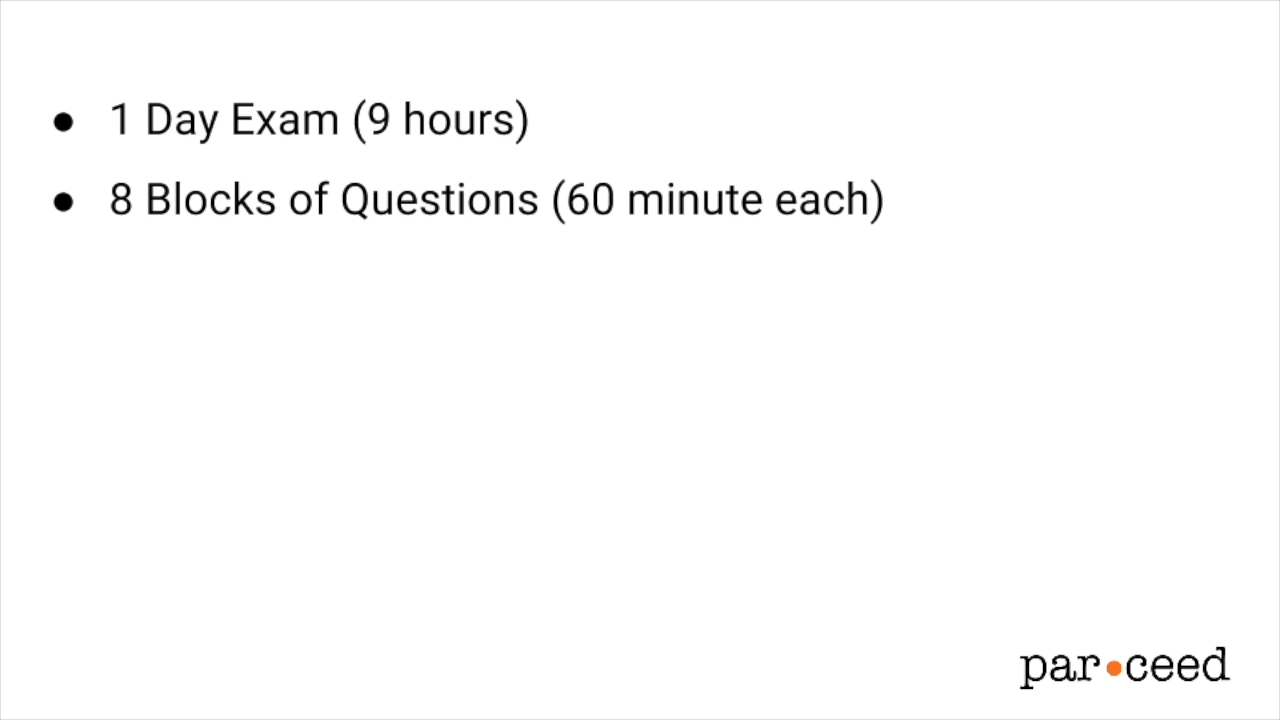 ● 1 Day Exam (9 hours)
● 8 Blocks of Questions (60 minute each)
par•ceed